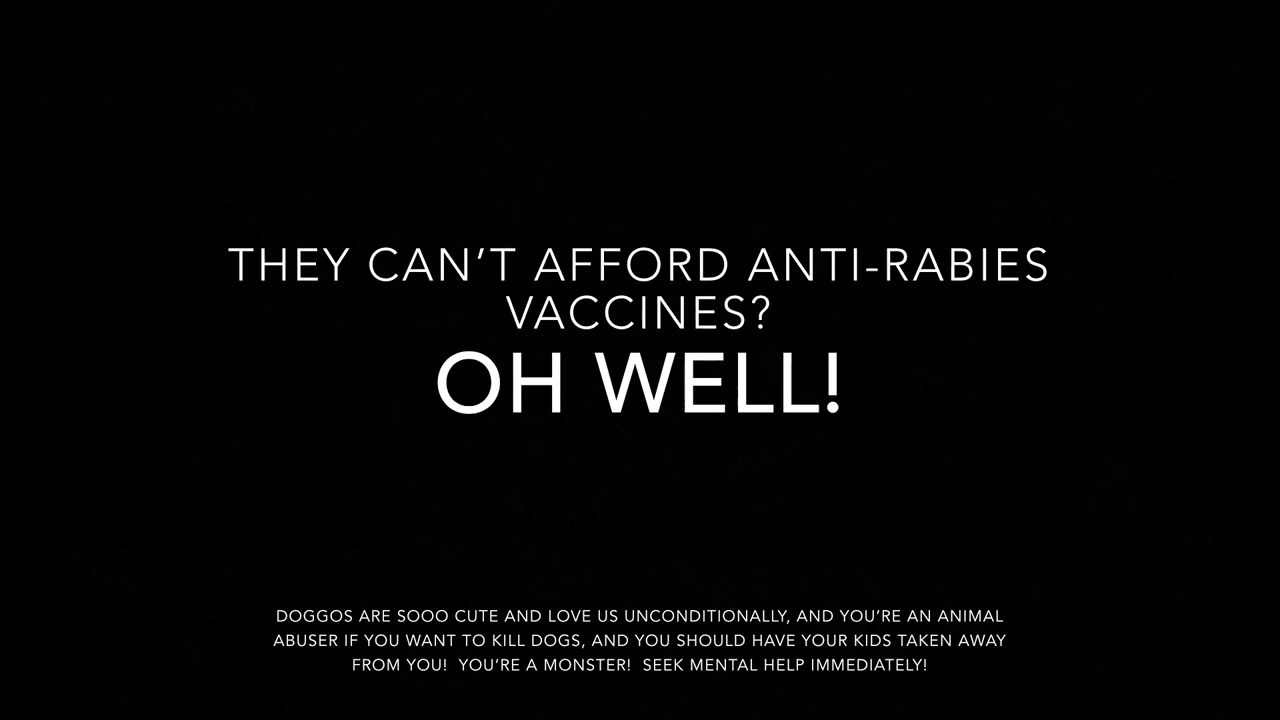 THEY CAN’T AFFORD ANTI-RABIES
VACCINES?
OH WELL!
DOGGOS ARE SOOO CUTE AND LOVE US UNCONDITIONALLY, AND YOU’RE AN ANIMAL
ABUSER IF YOU WANT TO KILL DOGS, AND YOU SHOULD HAVE YOUR KIDS TAKEN AWAY
FROM YOU!  YOU’RE A MONSTER!  SEEK MENTAL HELP IMMEDIATELY!